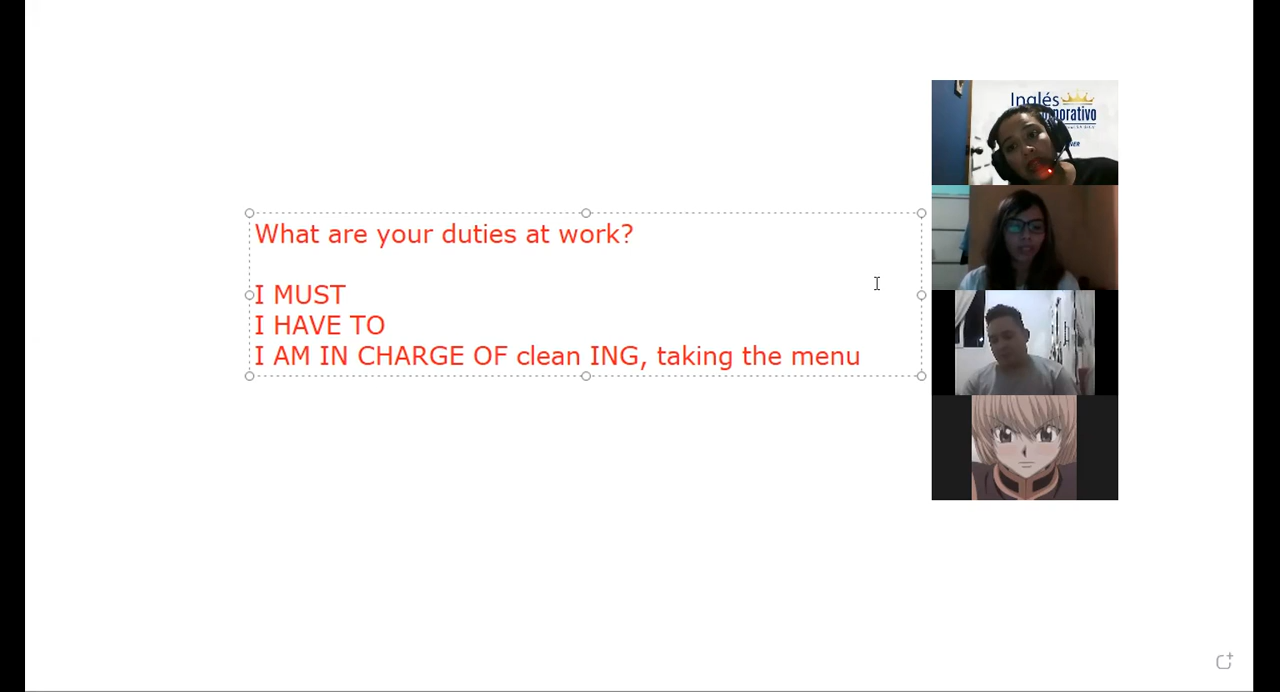 What are your duties at work?
I MUST
I HAVE TO
I AM IN CHARGE OF clean ING, taking the menu
Inglés